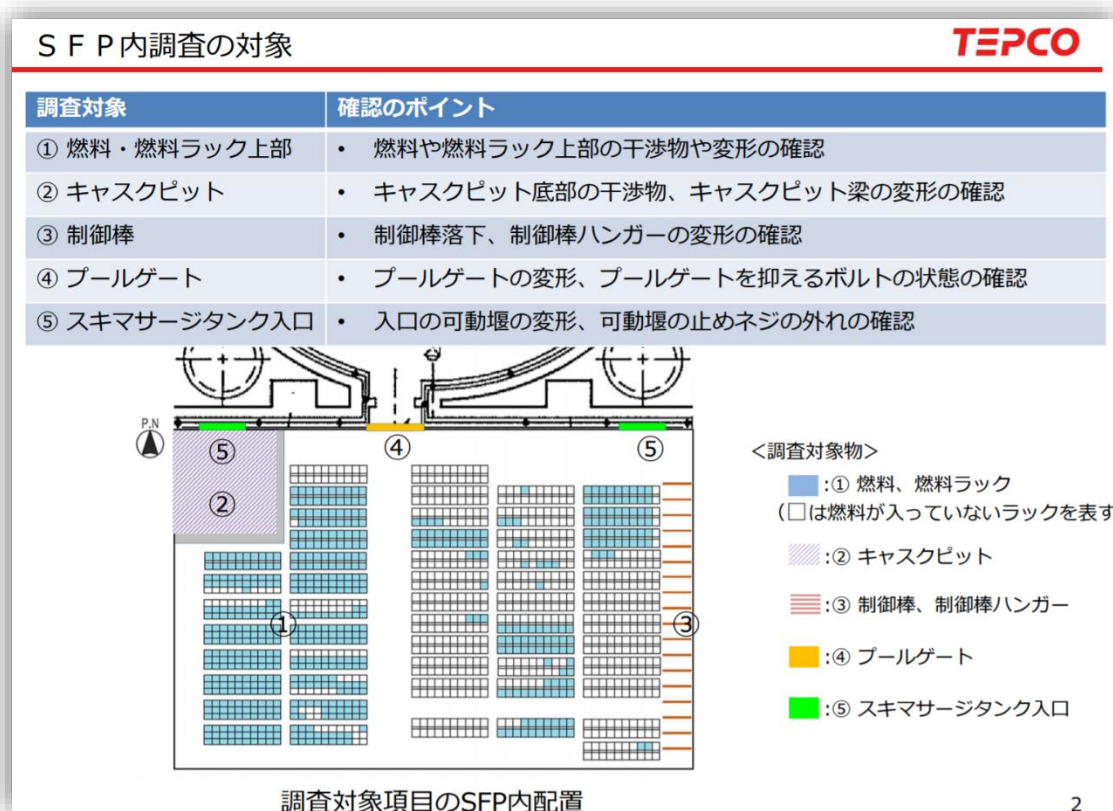 ＳＦＰ内調査の対象
TEPCO
調査対象 確認のポイント
① 燃料・燃料ラック上部 • 燃料や燃料ラック上部の干渉物や変形の確認
② キャスクピット • キャスクピット底部の干渉物、キャスクピット梁の変形の確認
③ 制御棒 • 制御棒落下、制御棒ハンガーの変形の確認
④ プールゲート • プールゲートの変形、プールゲートを抑えるボルトの状態の確認
⑤ スキマサージタンク入口 • 入口の可動堰の変形、可動堰の止めネジの外れの確認
P.N
⑤
④
⑤
②
①
③
＜調査対象物＞
:① 燃料、燃料ラック
（□は燃料が入っていないラックを表す
:② キャスクピット
:③ 制御棒、制御棒ハンガー
:④ プールゲート
:⑤ スキマサージタンク入口
調査対象項目のSFP内配置
2